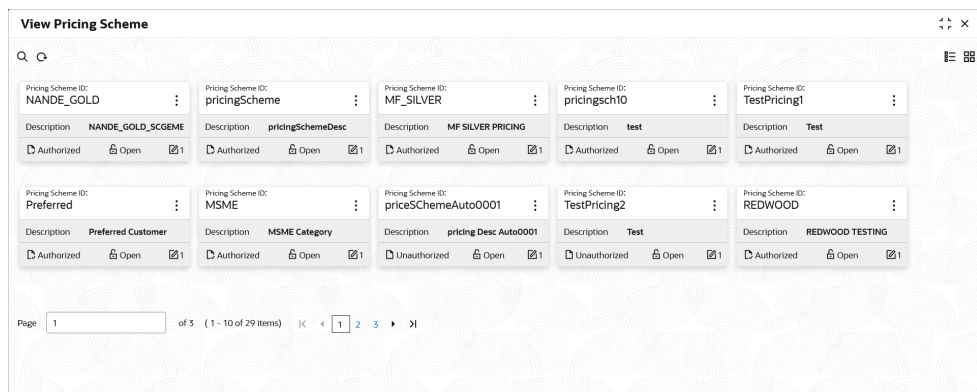 View Pricing Scheme
Pricing Scheme ID: Pricing Scheme ID: Pricing Scheme ID: Pricing Scheme ID: Pricing Scheme ID:
NANDE_GOLD pricingScheme MF_SILVER pricingsch10 TestPricing1
Description NANDE_GOLD_SCGEME Description pricingSchemeDesc Description MF SILVER PRICING Description test Description Test
Authorized Open 1 Authorized Open 1 Authorized Open 1 Authorized Open 1 Authorized Open 1
Pricing Scheme ID: Pricing Scheme ID: Pricing Scheme ID: Pricing Scheme ID: Pricing Scheme ID:
Preferred MSME priceSChemeAuto0001 TestPricing2 REDWOOD
Description Preferred Customer Description MSME Category Description pricing Desc Auto0001 Description Test Description REDWOOD TESTING
Authorized Open 1 Authorized Open 1 Unauthorized Open 1 Unauthorized Open 1 Authorized Open 1
Page 1 of 3 (1 - 10 of 29 items) 1 2 3